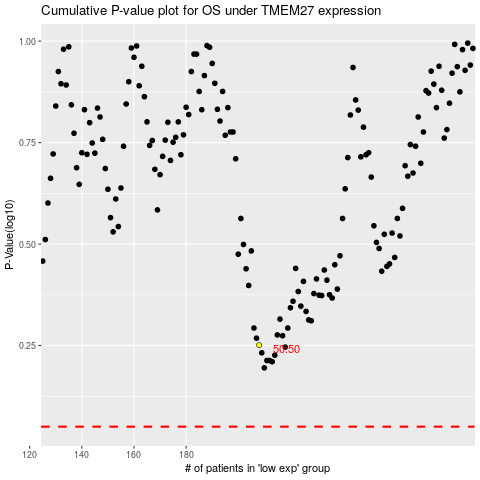 Cumulative P-value plot for OS under TMEM27 expression
1.00
0.75
0.50
0.25
P-Value(log10)
50:50
120 140 160 180
# of patients in 'low exp' group